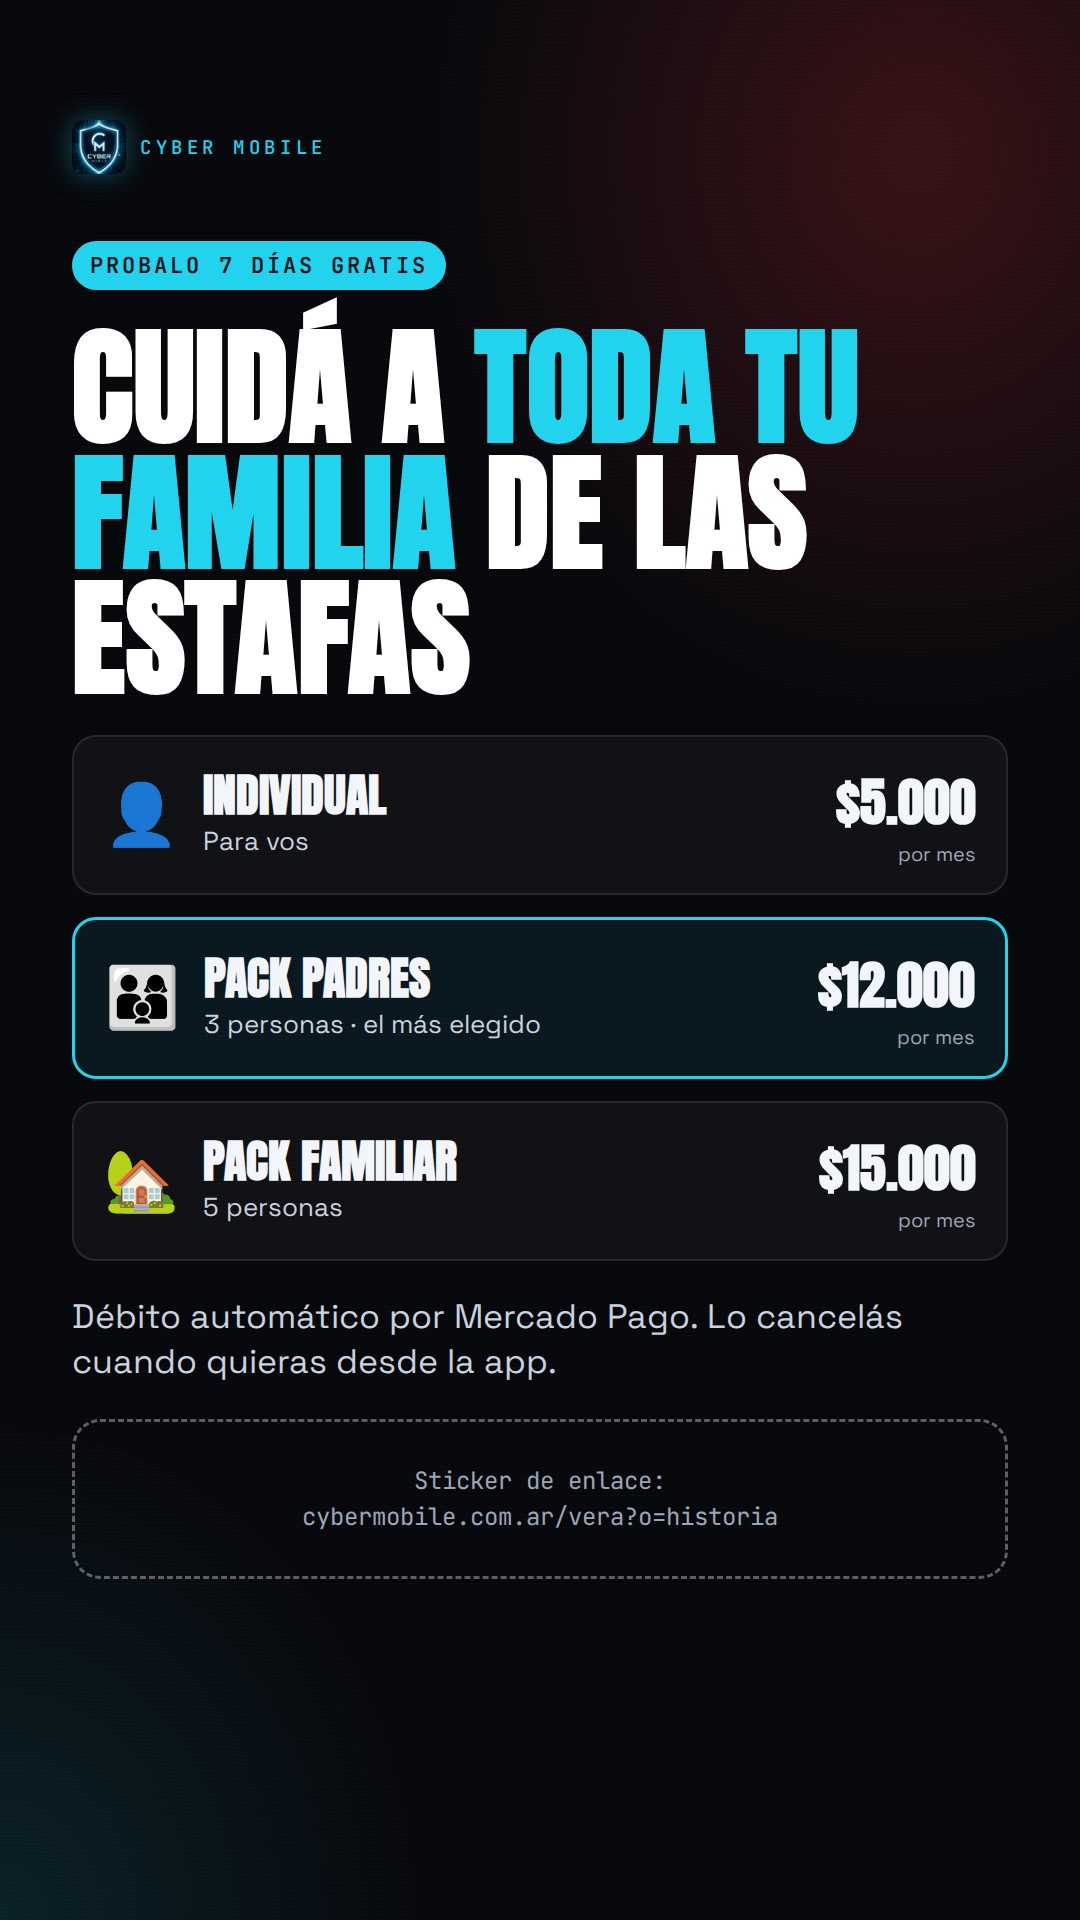 CYBER MOBILE
PROBALO 7 DÍAS GRATIS
CUIDÁ A TODA TU
FAMILIA DE LAS
ESTAFAS
INDIVIDUAL
Para vos
$5.000
por mes
PACK PADRES
3 personas · el más elegido
$12.000
por mes
PACK FAMILIAR
5 personas
$15.000
por mes
Débito automático por Mercado Pago. Lo cancelás
cuando quieras desde la app.
Sticker de enlace:
cybermobile.com.ar/vera?o=historia